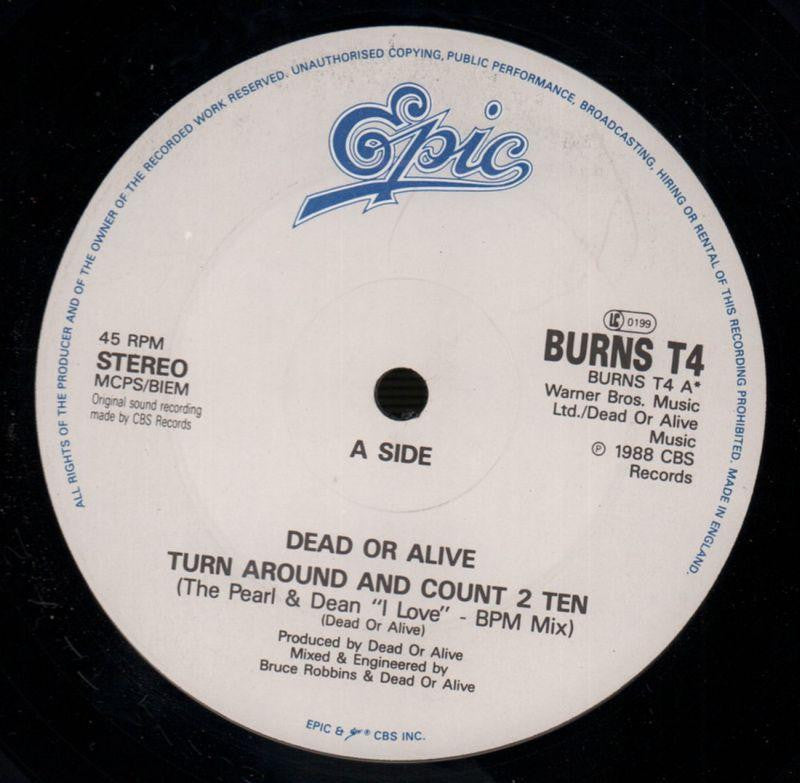 ALL RIGHTS OF THE PRODUCER AND OF THE OWNER OF THE RECORDED WORK RESERVED. UNAUTHORISED COPYING, PUBLIC PERFORMANCE, BROADCASTING, HIRING OR RENTAL OF THIS RECORDING PROHIBITED. MADE IN ENGLAND.
Epic
45 RPM
STEREO
MCPS/BIEM
Original sound recording
made by CBS Records
LC 0199
BURNS T4
BURNS T4 A*
Warner Bros. Music
Ltd./Dead Or Alive
Music
℗ 1988 CBS
Records
A SIDE
DEAD OR ALIVE
TURN AROUND AND COUNT 2 TEN
(The Pearl & Dean "I Love" - BPM Mix)
(Dead Or Alive)
Produced by Dead Or Alive
Mixed & Engineered by
Bruce Robbins & Dead Or Alive
EPIC & Epic ® CBS INC.